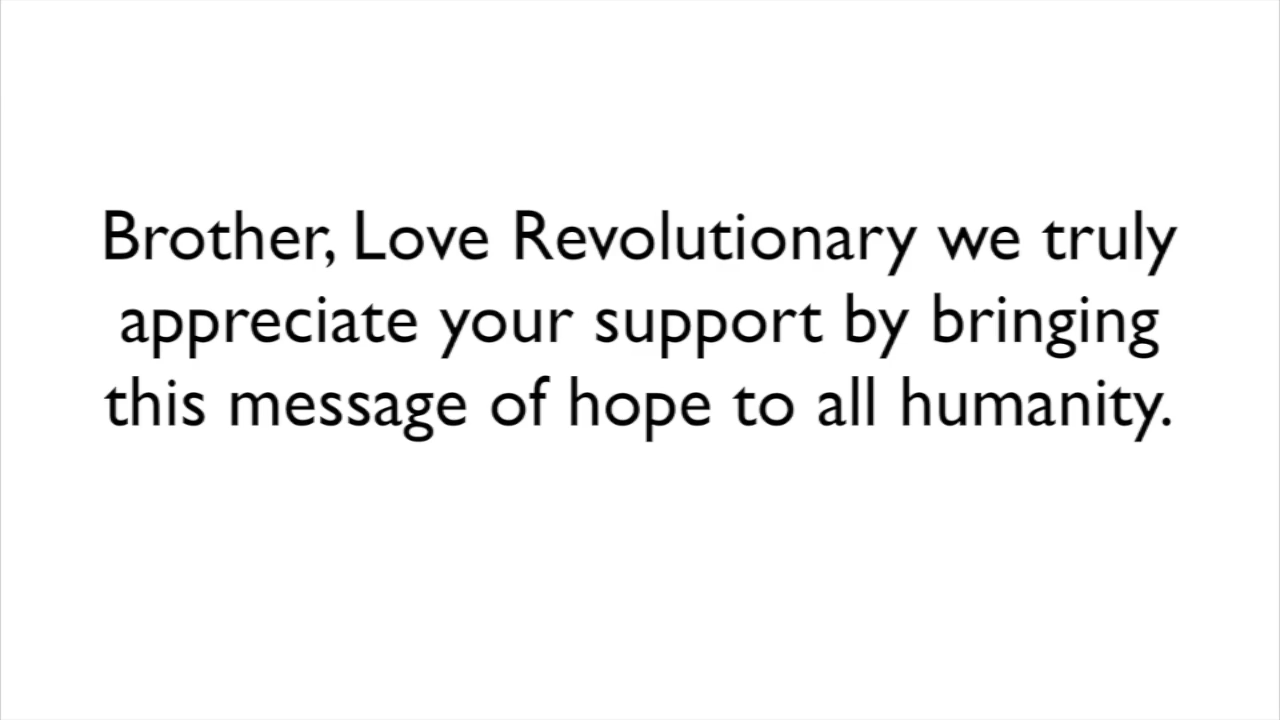 Brother, Love Revolutionary we truly
appreciate your support by bringing
this message of hope to all humanity.